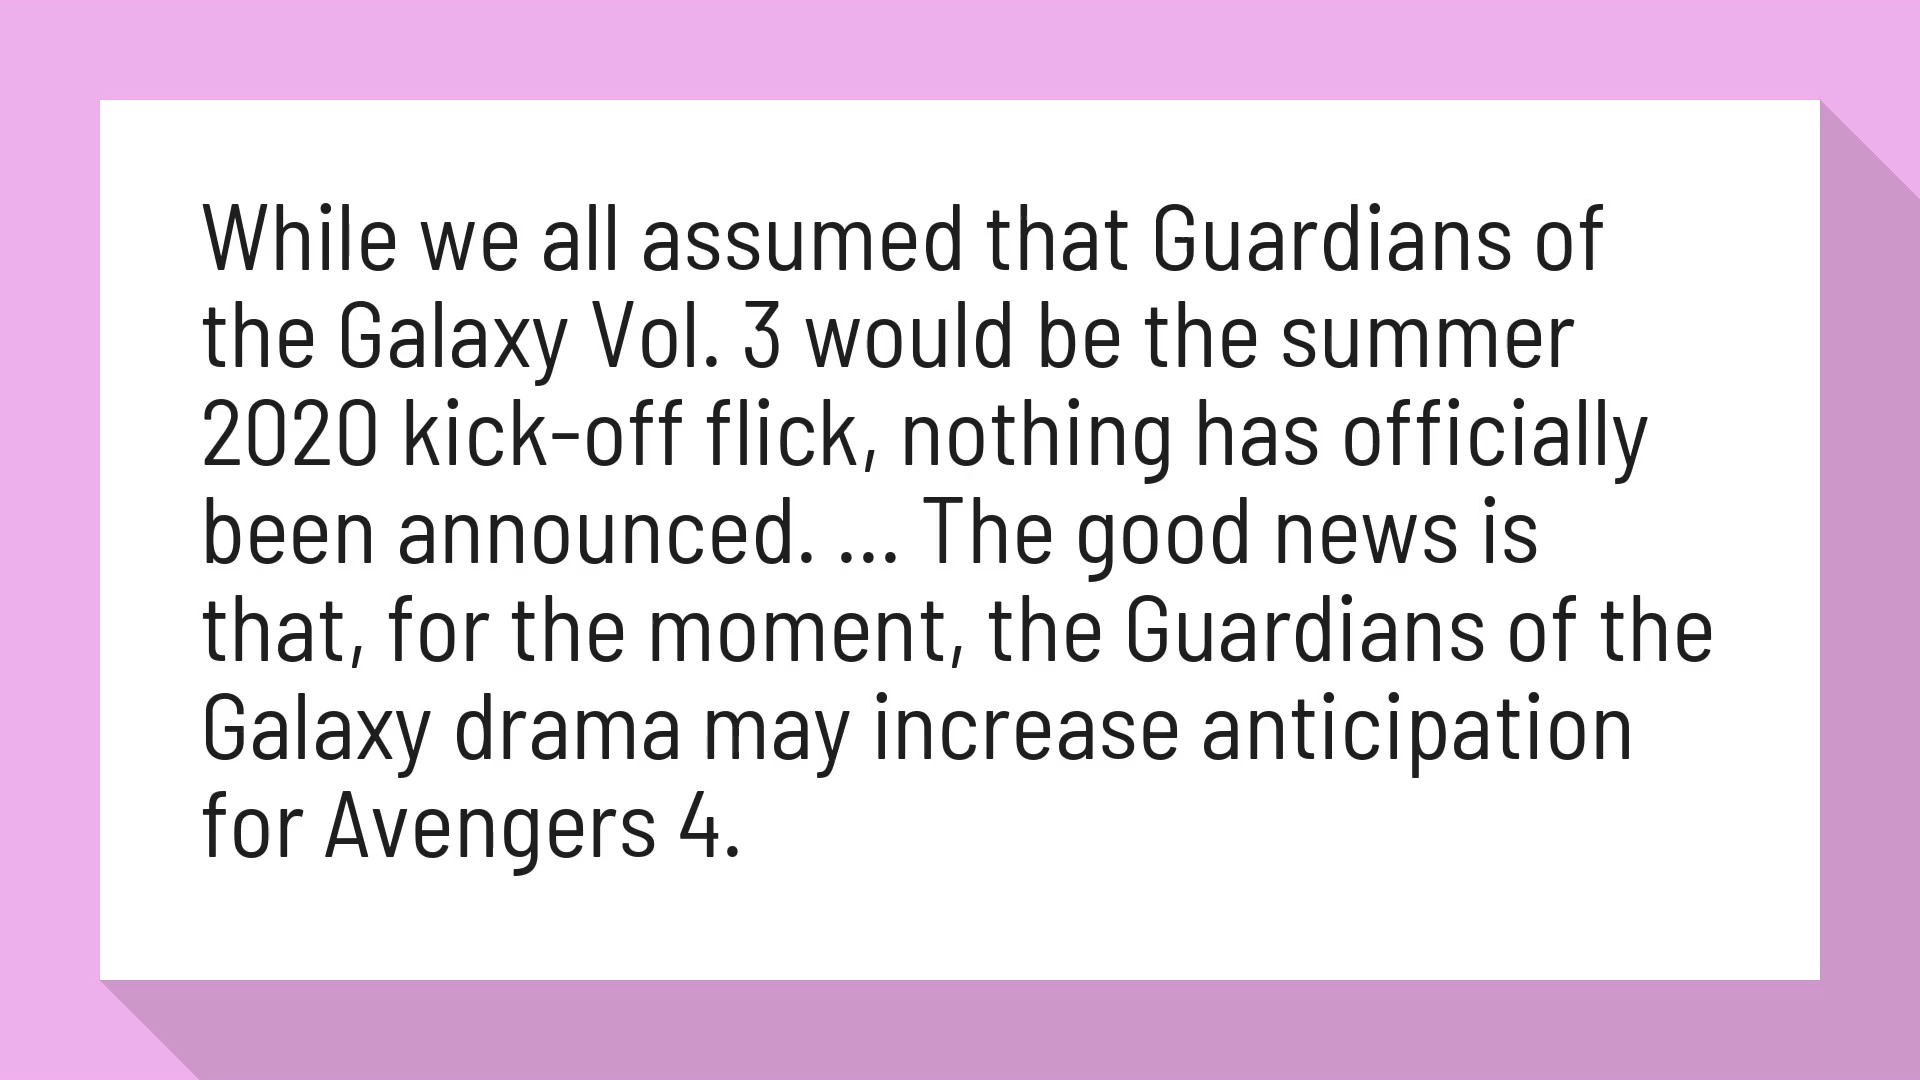 While we all assumed that Guardians of
the Galaxy Vol. 3 would be the summer
2020 kick-off flick, nothing has officially
been announced. ... The good news is
that, for the moment, the Guardians of the
Galaxy drama may increase anticipation
for Avengers 4.